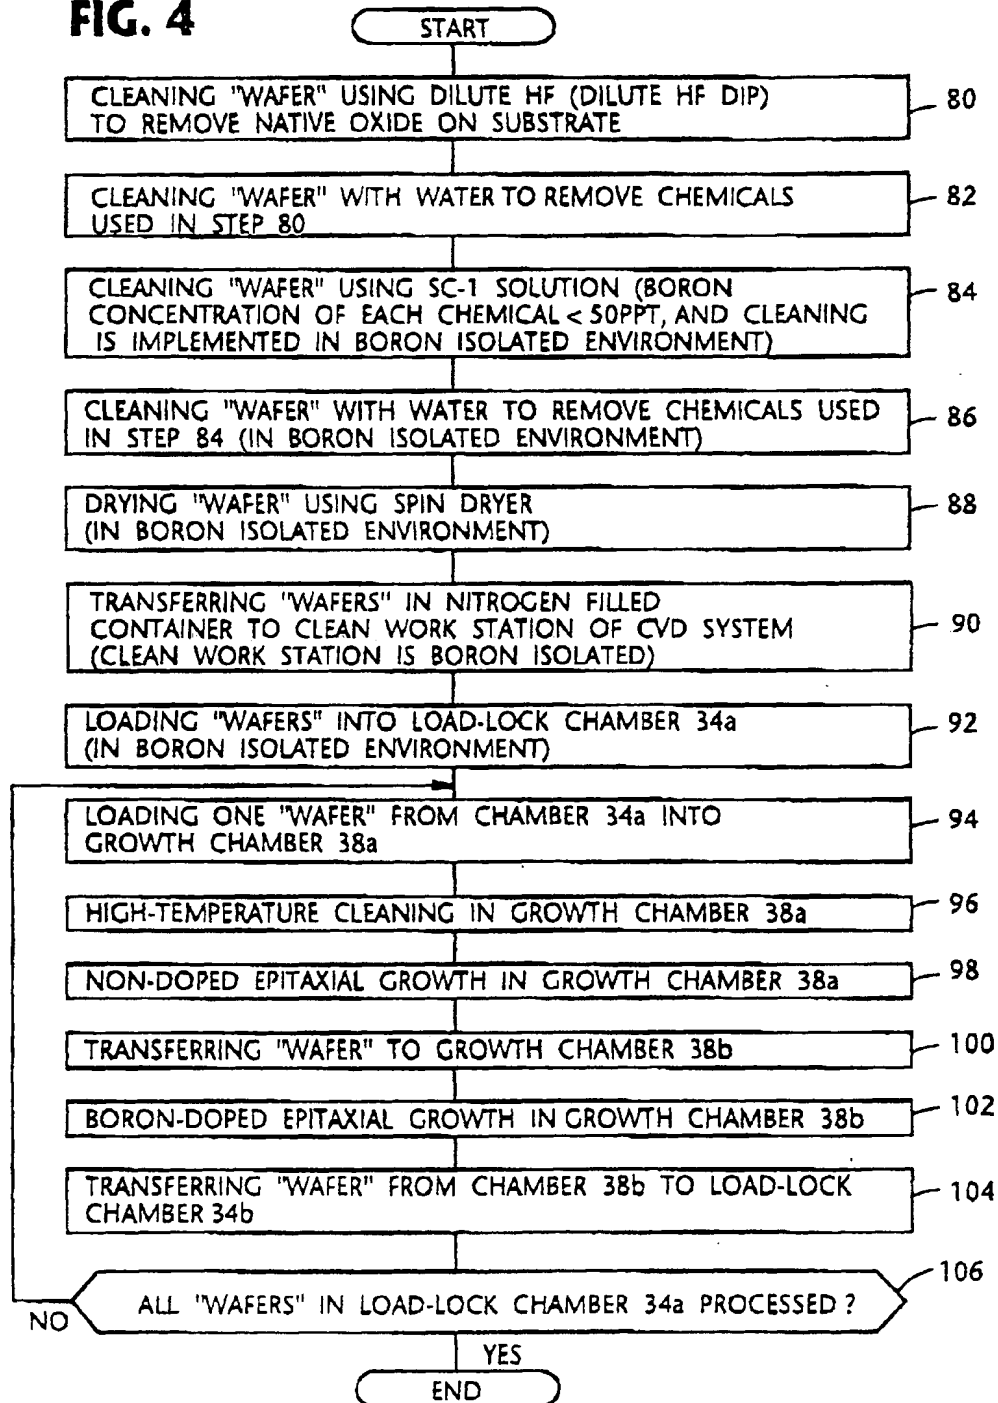 FIG. 4
START
CLEANING "WAFER" USING DILUTE HF (DILUTE HF DIP)
TO REMOVE NATIVE OXIDE ON SUBSTRATE
80
CLEANING "WAFER" WITH WATER TO REMOVE CHEMICALS
USED IN STEP 80
82
CLEANING "WAFER" USING SC-1 SOLUTION (BORON
CONCENTRATION OF EACH CHEMICAL < 50PPT, AND CLEANING
IS IMPLEMENTED IN BORON ISOLATED ENVIRONMENT)
84
CLEANING "WAFER" WITH WATER TO REMOVE CHEMICALS USED
IN STEP 84 (IN BORON ISOLATED ENVIRONMENT)
86
DRYING "WAFER" USING SPIN DRYER
(IN BORON ISOLATED ENVIRONMENT)
88
TRANSFERRING "WAFERS" IN NITROGEN FILLED
CONTAINER TO CLEAN WORK STATION OF CVD SYSTEM
(CLEAN WORK STATION IS BORON ISOLATED)
90
LOADING "WAFERS" INTO LOAD-LOCK CHAMBER 34a
(IN BORON ISOLATED ENVIRONMENT)
92
LOADING ONE "WAFER" FROM CHAMBER 34a INTO
GROWTH CHAMBER 38a
94
HIGH-TEMPERATURE CLEANING IN GROWTH CHAMBER 38a
96
NON-DOPED EPITAXIAL GROWTH IN GROWTH CHAMBER 38a
98
TRANSFERRING "WAFER" TO GROWTH CHAMBER 38b
100
BORON-DOPED EPITAXIAL GROWTH IN GROWTH CHAMBER 38b
102
TRANSFERRING "WAFER" FROM CHAMBER 38b TO LOAD-LOCK
CHAMBER 34b
104
ALL "WAFERS" IN LOAD-LOCK CHAMBER 34a PROCESSED ?
106
NO
YES
END